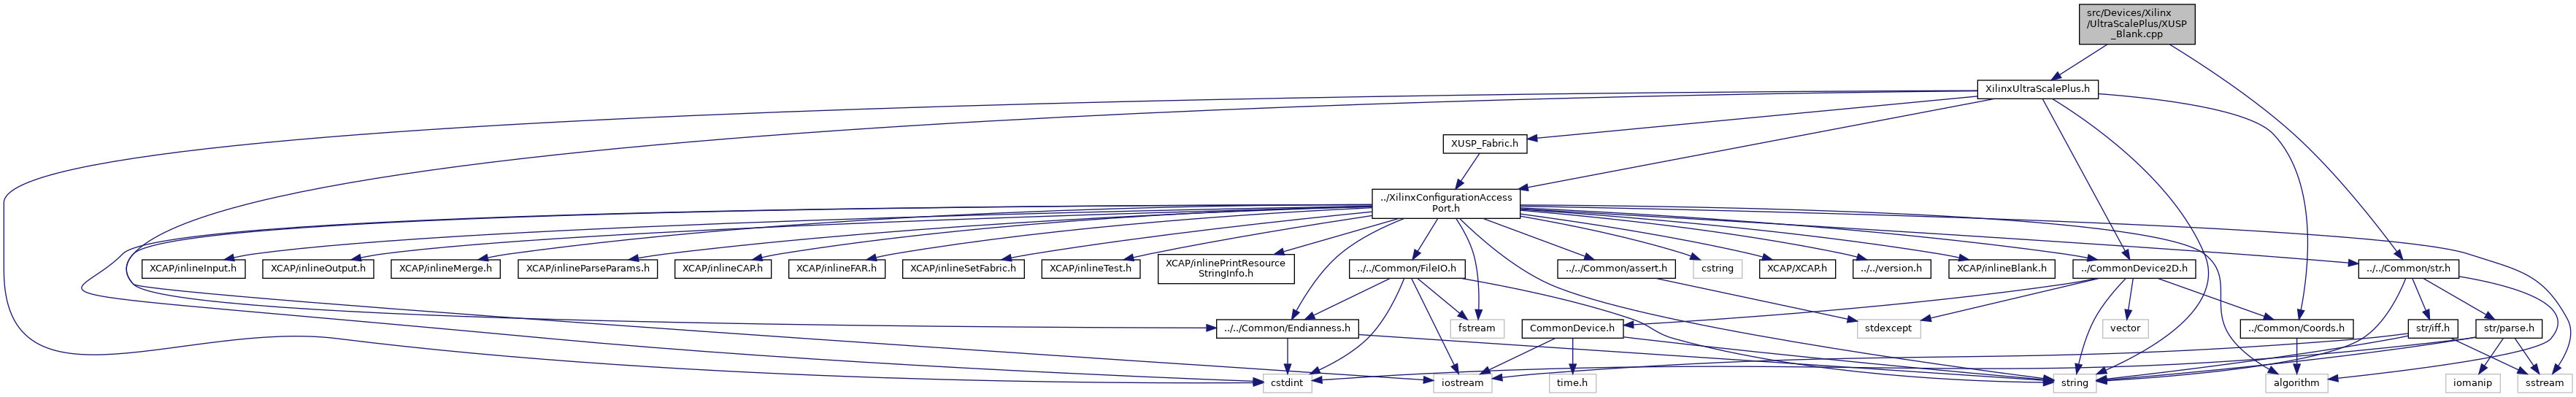 src/Devices/Xilinx
/UltraScalePlus/XUSP
_Blank.cpp
XilinxUltraScalePlus.h
XUSP_Fabric.h
../XilinxConfigurationAccess
Port.h
XCAP/inlineInput.h
XCAP/inlineOutput.h
XCAP/inlineMerge.h
XCAP/inlineParseParams.h
XCAP/inlineCAP.h
XCAP/inlineFAR.h
XCAP/inlineSetFabric.h
XCAP/inlineTest.h
XCAP/inlinePrintResource
StringInfo.h
../../Common/FileIO.h
../../Common/assert.h
cstring
XCAP/XCAP.h
../../version.h
XCAP/inlineBlank.h
../CommonDevice2D.h
../../Common/str.h
../../Common/Endianness.h
fstream
CommonDevice.h
stdexcept
vector
../Common/Coords.h
str/iff.h
str/parse.h
cstdint
iostream
time.h
string
algorithm
iomanip
sstream